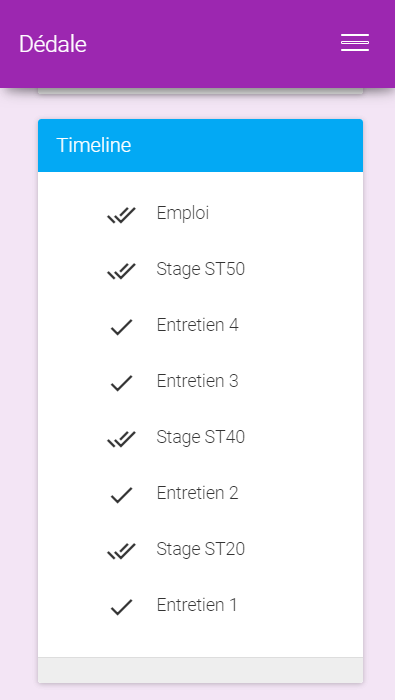 Dédale
Timeline
Emploi
Stage ST50
Entretien 4
Entretien 3
Stage ST40
Entretien 2
Stage ST20
Entretien 1